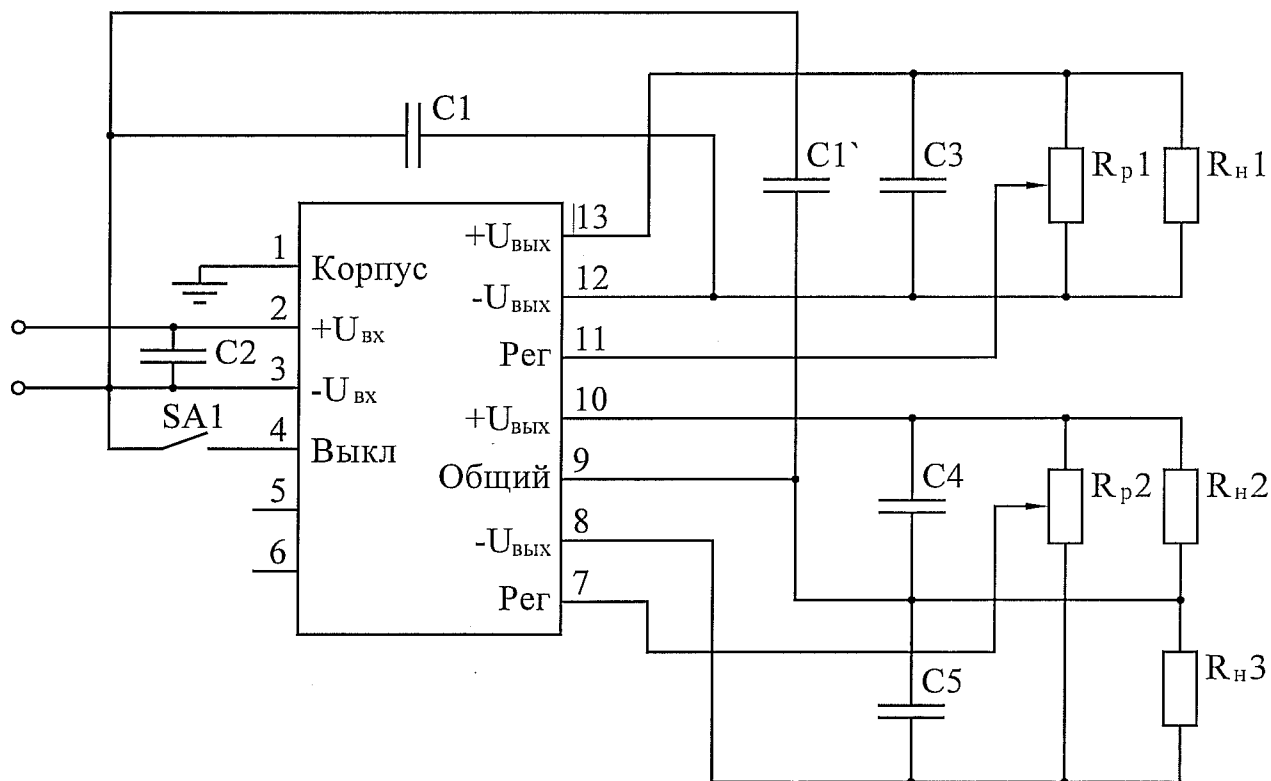 C1
C1`
C3
Rр1
Rн1
1
Корпус
2
+Uвх
C2
3
-Uвх
SA1
4
Выкл
5
6
+Uвых
13
-Uвых
12
Рег
11
+Uвых
10
Общий
9
-Uвых
8
Рег
7
C4
Rр2
Rн2
C5
Rн3